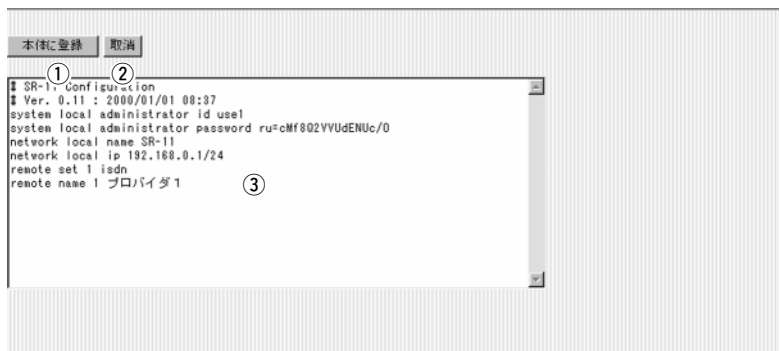 本体に登録 取消
① ②
# SR-11 Configuration
# Ver. 0.11 : 2000/01/01 08:37
system local administrator id use1
system local administrator password ru=cMf8Q2VYUdENUc/O
network local name SR-11
network local ip 192.168.0.1/24
remote set 1 isdn
remote name 1 プロバイダ1
③